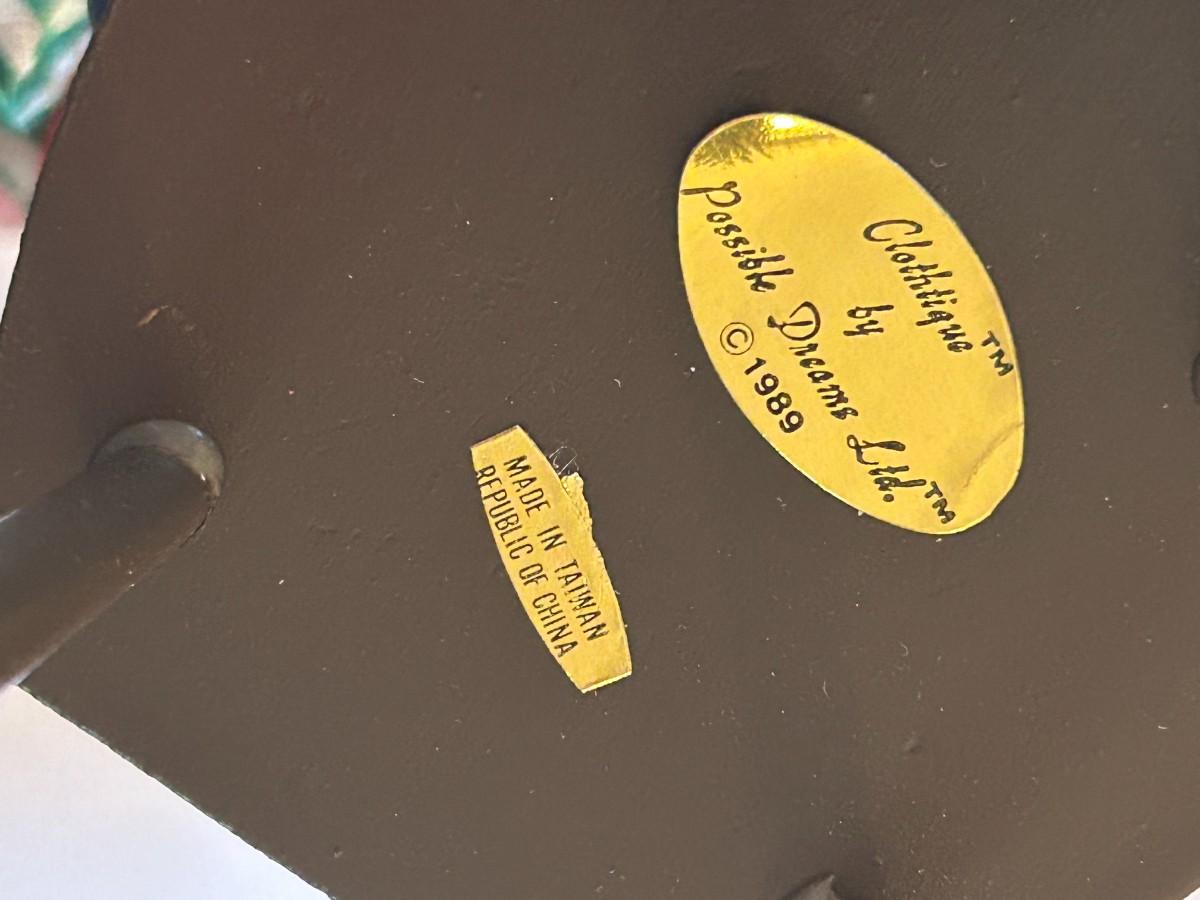 Clothtique™
by
Possible Dreams Ltd.™
© 1989
MADE IN TAIWAN
REPUBLIC OF CHINA